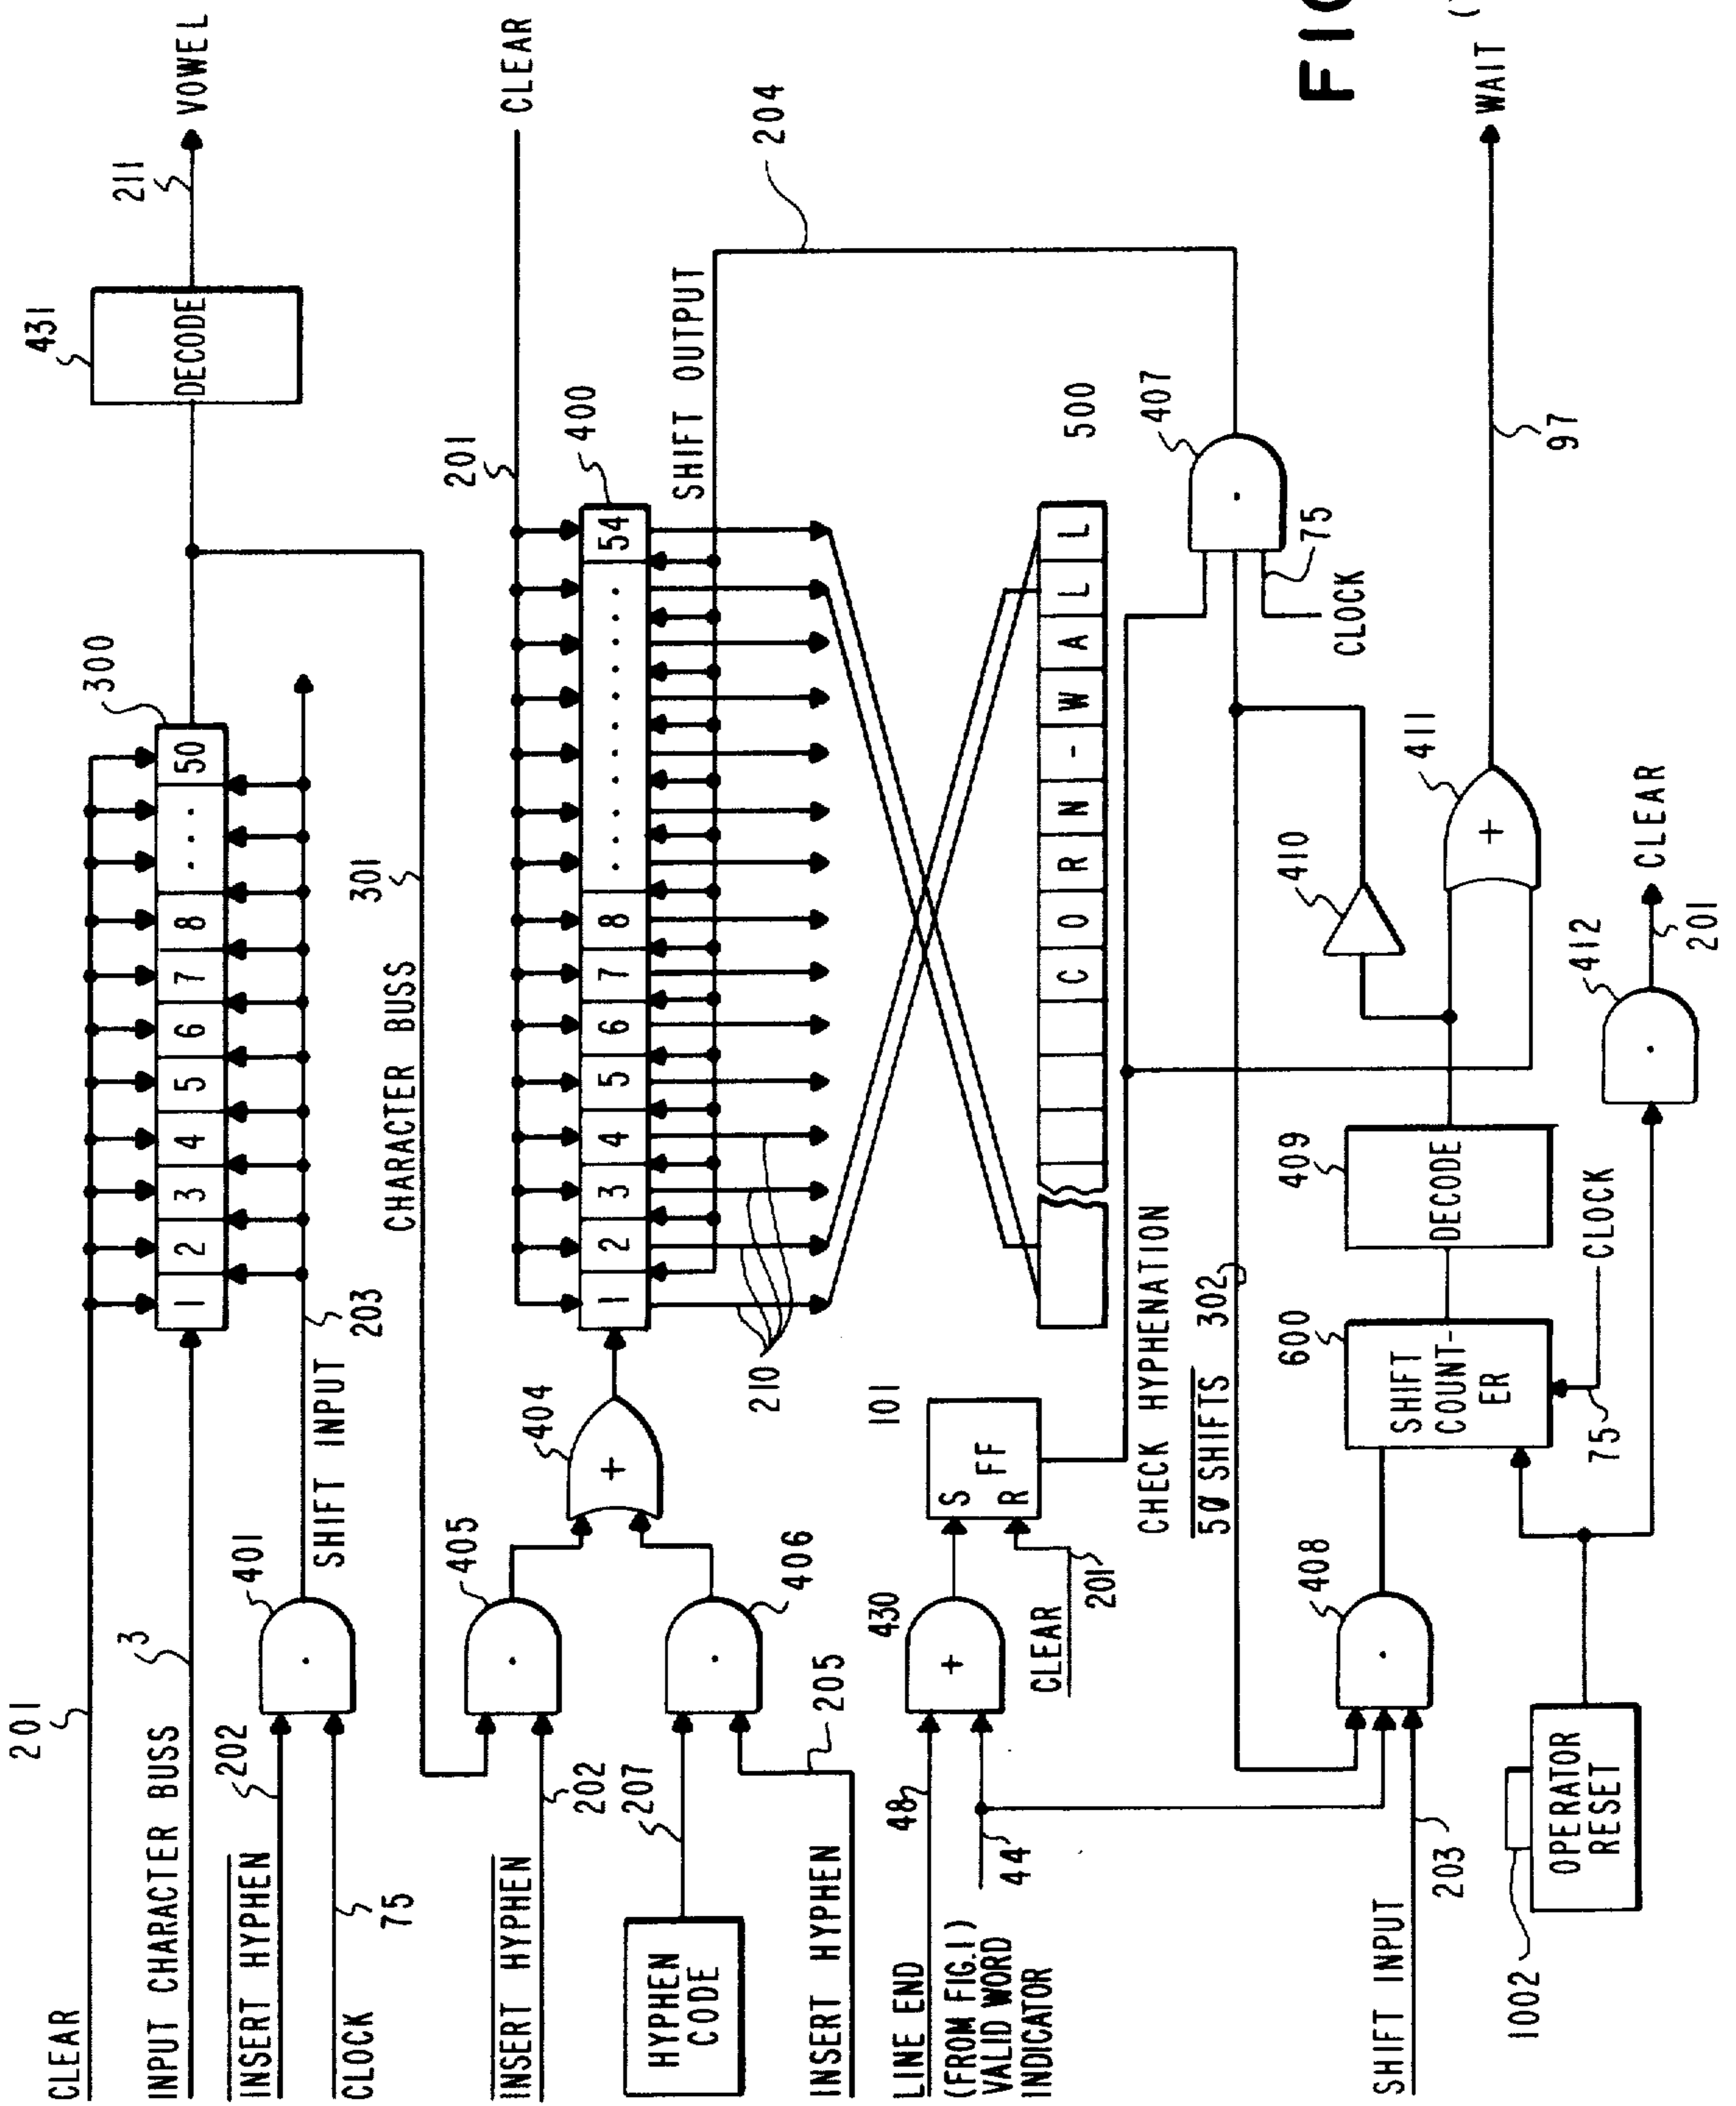 CLEAR
201
INPUT CHARACTER BUSS
3
INSERT HYPHEN
202
CLOCK
75
401
SHIFT INPUT
203
1 2 3 4 5 6 7 8 . . . 50
300
431
DECODE
211
VOWEL
CHARACTER BUSS
301
INSERT HYPHEN
202
405
207
HYPHEN CODE
INSERT HYPHEN
205
406
404
1 2 3 4 5 6 7 8 . . . . . . 54
400
201
CLEAR
SHIFT OUTPUT
204
210
C O R N - W A L L
500
LINE END
48
(FROM FIG.1)
VALID WORD
INDICATOR
44
430
CLEAR
201
101
S
FF
R
CHECK HYPHENATION
50 SHIFTS
302
407
75
CLOCK
SHIFT INPUT
203
408
600
SHIFT
COUNT-
ER
75
CLOCK
409
DECODE
410
411
97
WAIT
1002
OPERATOR
RESET
412
201
CLEAR
+
+
+
FIG
(